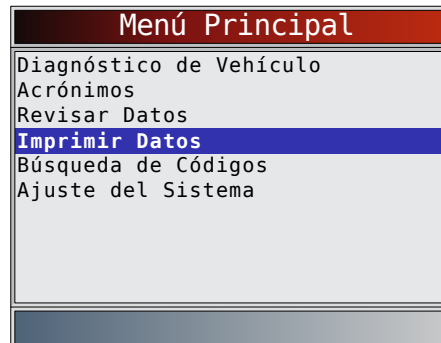 Menú Principal
Diagnóstico de Vehículo
Acrónimos
Revisar Datos
Imprimir Datos
Búsqueda de Códigos
Ajuste del Sistema